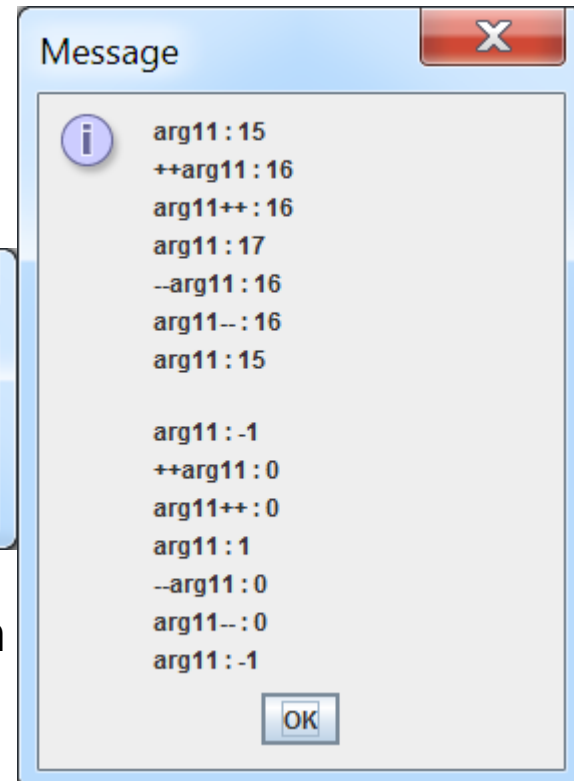 Message
arg11 : 15
++arg11 : 16
arg11++ : 16
arg11 : 17
--arg11 : 16
arg11-- : 16
arg11 : 15
arg11 : -1
++arg11 : 0
arg11++ : 0
arg11 : 1
--arg11 : 0
arg11-- : 0
arg11 : -1
OK